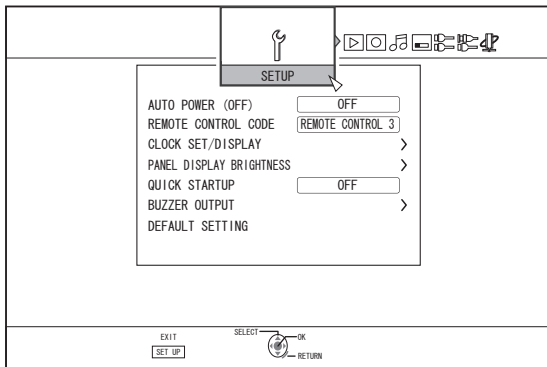 SETUP
AUTO POWER (OFF) OFF
REMOTE CONTROL CODE REMOTE CONTROL 3
CLOCK SET/DISPLAY
PANEL DISPLAY BRIGHTNESS
QUICK STARTUP OFF
BUZZER OUTPUT
DEFAULT SETTING
EXIT
SET UP
SELECT
OK
RETURN